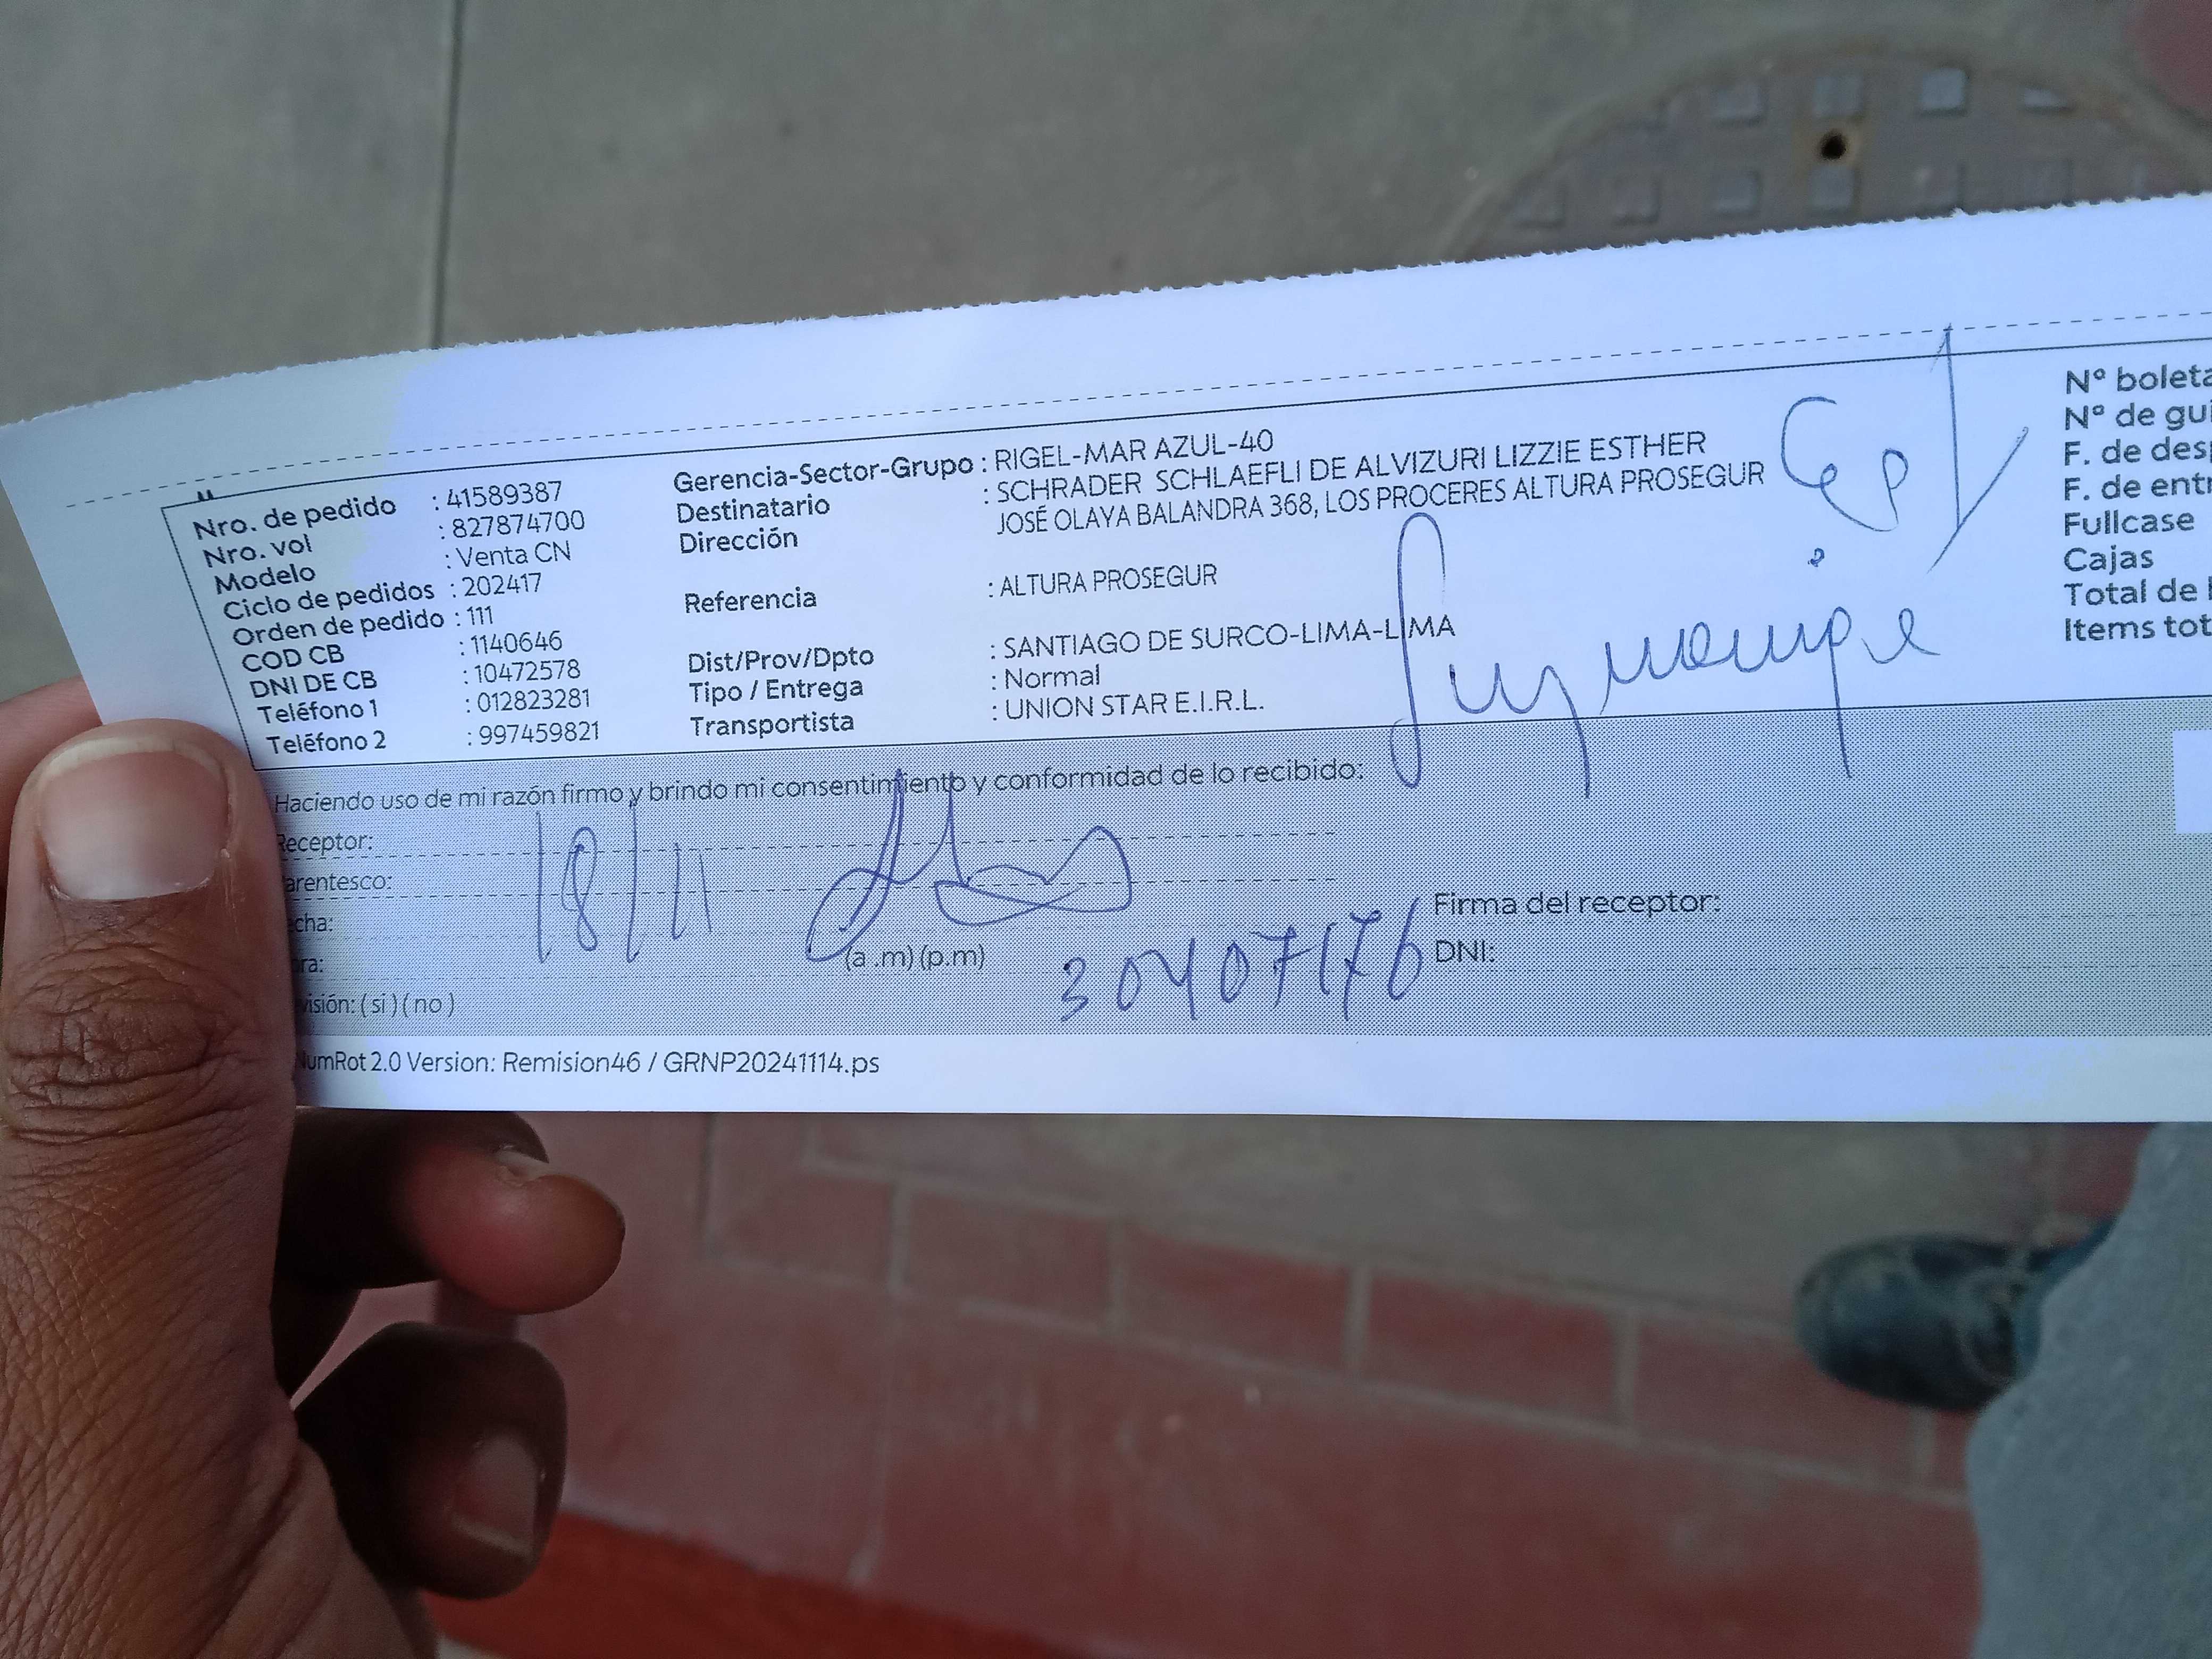 Nro. de pedido : 41589387
Nro. vol : 827874700
Modelo : Venta CN
Ciclo de pedidos : 202417
Orden de pedido : 111
COD CB : 1140646
DNI DE CB : 10472578
Teléfono 1 : 012823281
Teléfono 2 : 997459821
Gerencia-Sector-Grupo : RIGEL-MAR AZUL-40
Destinatario : SCHRADER SCHLAEFLI DE ALVIZURI LIZZIE ESTHER
Dirección JOSÉ OLAYA BALANDRA 368, LOS PROCERES ALTURA PROSEGUR
Referencia : ALTURA PROSEGUR
Dist/Prov/Dpto : SANTIAGO DE SURCO-LIMA-LIMA
Tipo / Entrega : Normal
Transportista : UNION STAR E.I.R.L.
Nº boleta
Nº de gui
F. de desp
F. de entr
Fullcase
Cajas
Total de
Items tot
Haciendo uso de mi razón firmo y brindo mi consentimiento y conformidad de lo recibido:
Receptor:
arentesco:
echa: 18/11
ora: (a .m) (p.m)
visión: ( si ) ( no )
Firma del receptor:
DNI:
NumRot 2.0 Version: Remision46 / GRNP20241114.ps